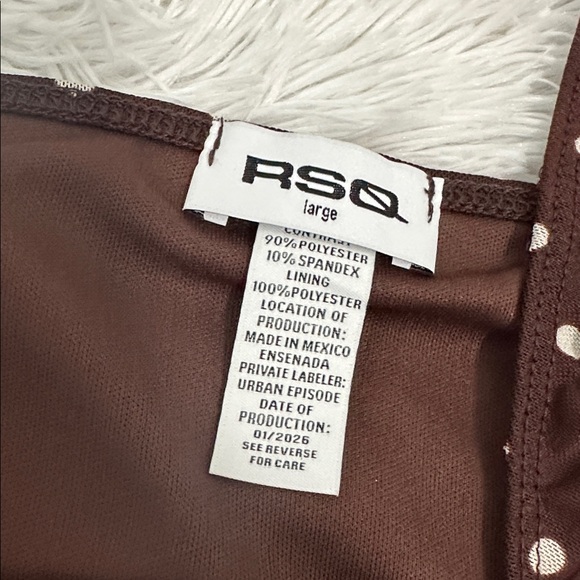 RSQ
large
CONTRAST
90%POLYESTER
10% SPANDEX
LINING
100%POLYESTER
LOCATION OF
PRODUCTION:
MADE IN MEXICO
ENSENADA
PRIVATE LABELER:
URBAN EPISODE
DATE OF
PRODUCTION:
01/2026
SEE REVERSE
FOR CARE